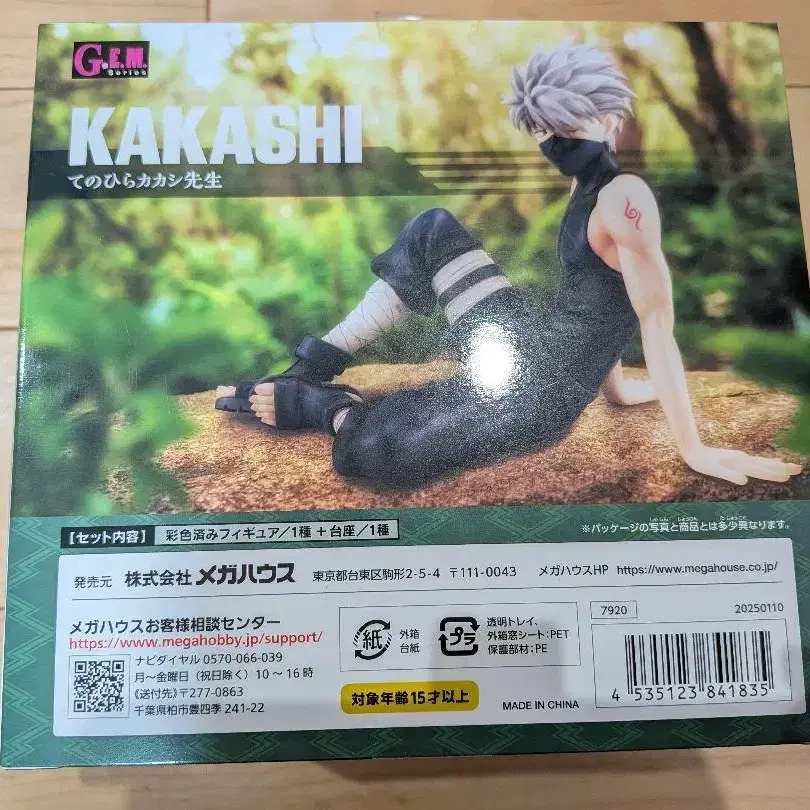 G.E.M.
Series
KAKASHI
てのひらカカシ先生
【セット内容】 彩色済みフィギュア/1種 + 台座/1種
※パッケージの写真と商品とは多少異なります。
発売元 株式会社 メガハウス 東京都台東区駒形2-5-4 〒111-0043 メガハウスHP https://www.megahouse.co.jp/
メガハウスお客様相談センター
https://www.megahobby.jp/support/
ナビダイヤル 0570-066-039
月~金曜日(祝日除く)10~16時
《送付先》〒277-0863
千葉県柏市豊四季241-22
紙
外箱
台紙
プラ
透明トレイ、
外箱窓シート:PET
保護部材:PE
対象年齢15才以上
MADE IN CHINA
7920 20250110
4 535123 841835